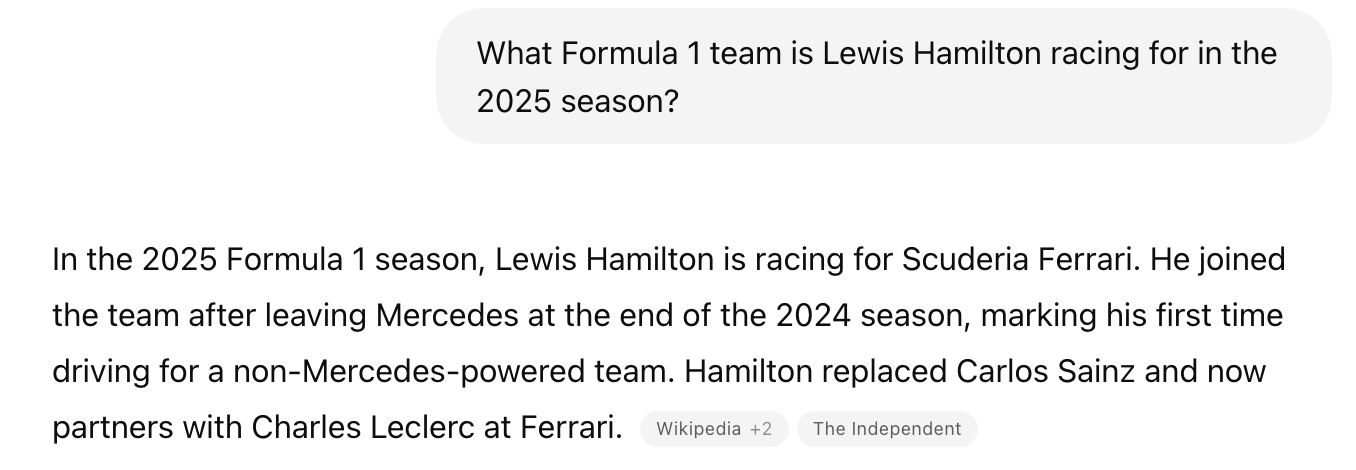 What Formula 1 team is Lewis Hamilton racing for in the
2025 season?
In the 2025 Formula 1 season, Lewis Hamilton is racing for Scuderia Ferrari. He joined
the team after leaving Mercedes at the end of the 2024 season, marking his first time
driving for a non-Mercedes-powered team. Hamilton replaced Carlos Sainz and now
partners with Charles Leclerc at Ferrari. Wikipedia +2 The Independent